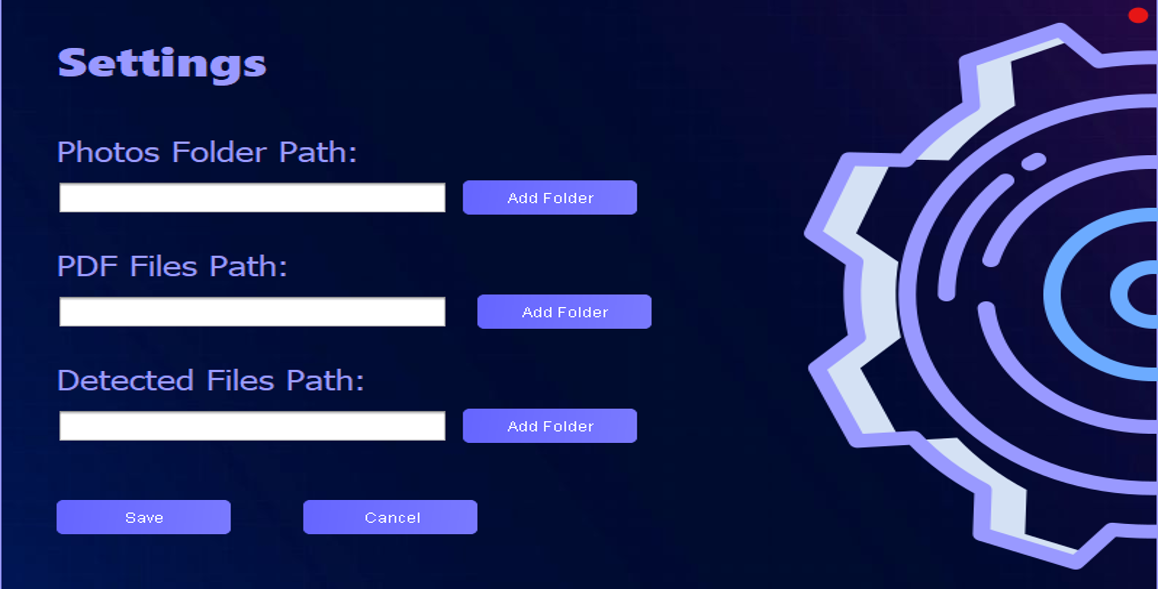 Settings
Photos Folder Path:
Add Folder
PDF Files Path:
Add Folder
Detected Files Path:
Add Folder
Save
Cancel